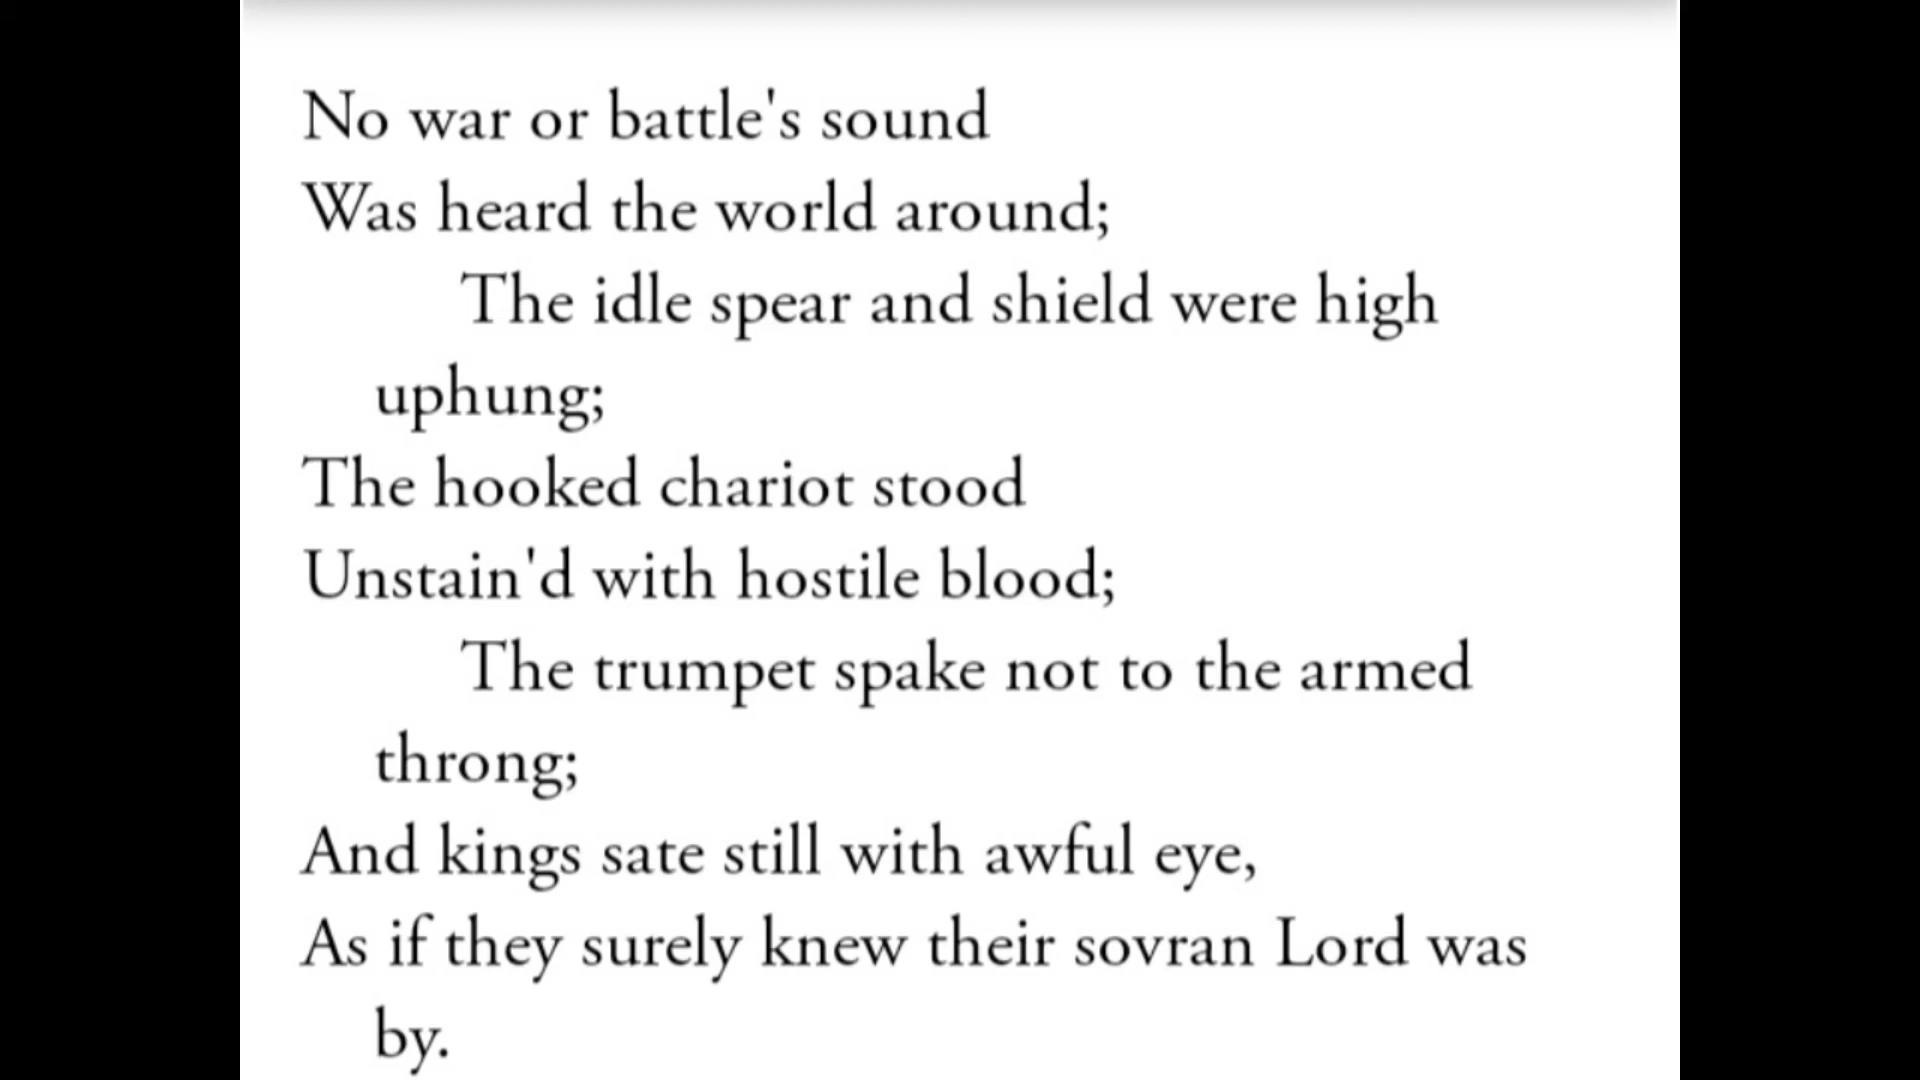 No war or battle's sound
Was heard the world around;
The idle spear and shield were high
uphung;
The hooked chariot stood
Unstain'd with hostile blood;
The trumpet spake not to the armed
throng;
And kings sate still with awful eye,
As if they surely knew their sovran Lord was
by.